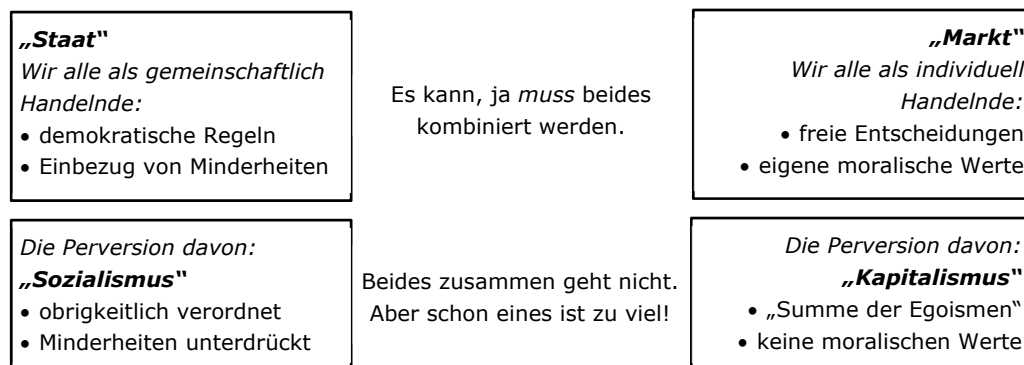 „Staat“
Wir alle als gemeinschaftlich
Handelnde:
• demokratische Regeln
• Einbezug von Minderheiten
Es kann, ja muss beides
kombiniert werden.
„Markt“
Wir alle als individuell
Handelnde:
• freie Entscheidungen
• eigene moralische Werte
Die Perversion davon:
„Sozialismus“
• obrigkeitlich verordnet
• Minderheiten unterdrückt
Beides zusammen geht nicht.
Aber schon eines ist zu viel!
Die Perversion davon:
„Kapitalismus“
• „Summe der Egoismen“
• keine moralischen Werte